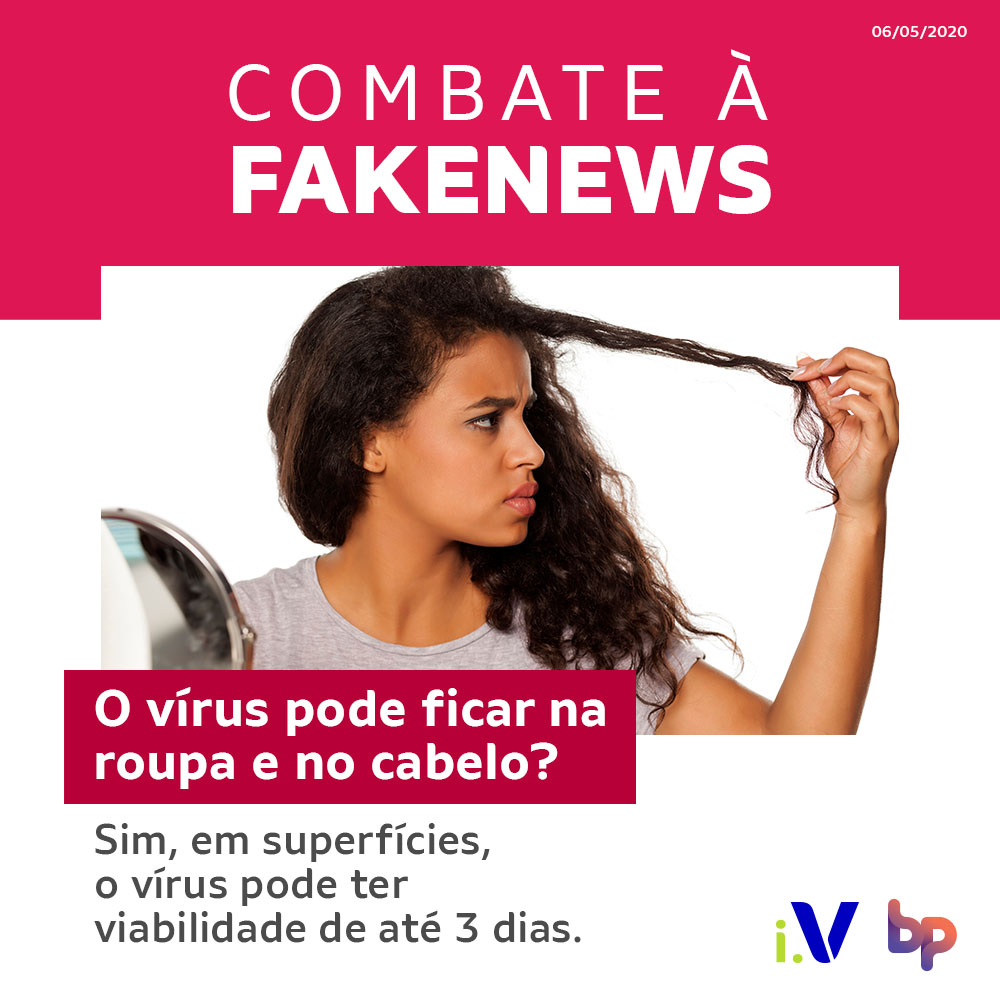 06/05/2020
COMBATE À
FAKENEWS
O vírus pode ficar na
roupa e no cabelo?
Sim, em superfícies,
o vírus pode ter
viabilidade de até 3 dias.
i.V bp